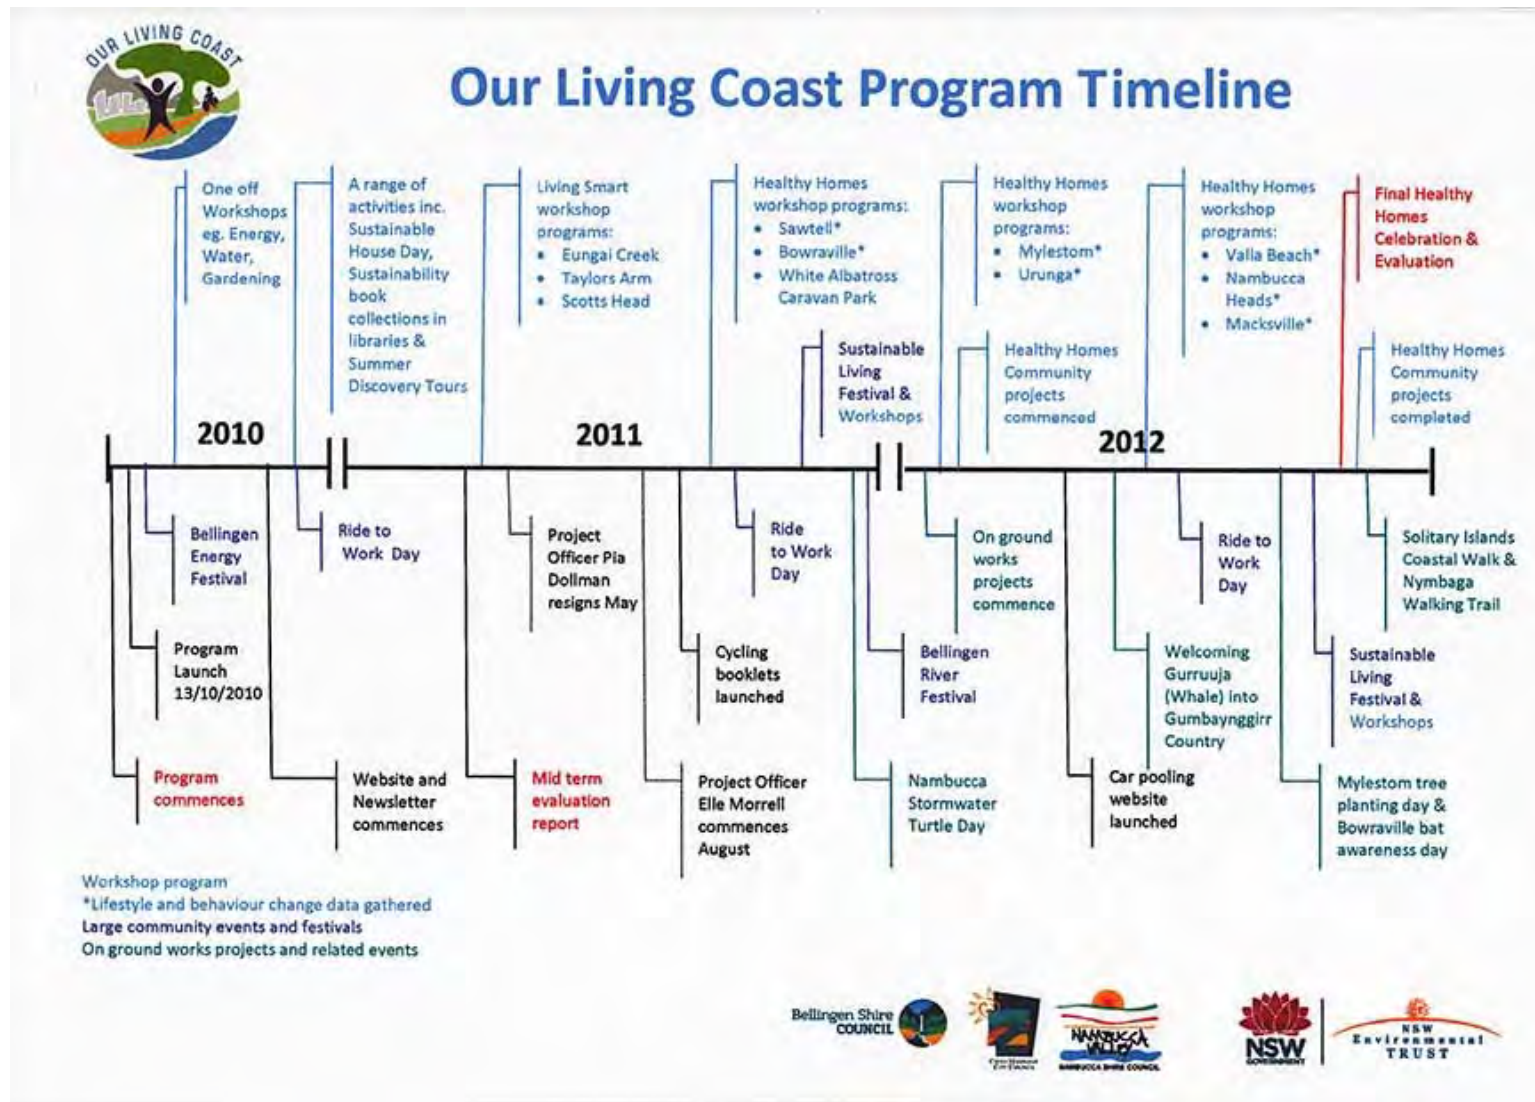 OUR LIVING COAST
Our Living Coast Program Timeline
One off
Workshops
eg. Energy,
Water,
Gardening
A range of
activities inc.
Sustainable
House Day,
Sustainability
book
collections in
libraries &
Summer
Discovery Tours
Living Smart
workshop
programs:
• Eungai Creek
• Taylors Arm
• Scotts Head
Healthy Homes
workshop programs:
• Sawtell*
• Bowraville*
• White Albatross
Caravan Park
Sustainable
Living
Festival &
Workshops
Healthy Homes
workshop
programs:
• Mylestom*
• Urunga*
Healthy Homes
Community
projects
commenced
Healthy Homes
workshop
programs:
• Valla Beach*
• Nambucca
Heads*
• Macksville*
Final Healthy
Homes
Celebration &
Evaluation
Healthy Homes
Community
projects
completed
2010
2011
2012
Bellingen
Energy
Festival
Ride to
Work Day
Project
Officer Pia
Dollman
resigns May
Ride
to Work
Day
On ground
works
projects
commence
Ride to
Work
Day
Solitary Islands
Coastal Walk &
Nymbaga
Walking Trail
Program
Launch
13/10/2010
Cycling
booklets
launched
Bellingen
River
Festival
Welcoming
Gurruuja
(Whale) into
Gumbaynggirr
Country
Sustainable
Living
Festival &
Workshops
Program
commences
Website and
Newsletter
commences
Mid term
evaluation
report
Project Officer
Elle Morrell
commences
August
Nambucca
Stormwater
Turtle Day
Car pooling
website
launched
Mylestom tree
planting day &
Bowraville bat
awareness day
Workshop program
*Lifestyle and behaviour change data gathered
Large community events and festivals
On ground works projects and related events
Bellingen Shire
COUNCIL
NAMBUCCA
VALLEY
NAMBUCCA SHIRE COUNCIL
NSW
GOVERNMENT
NSW
Environmental
TRUST